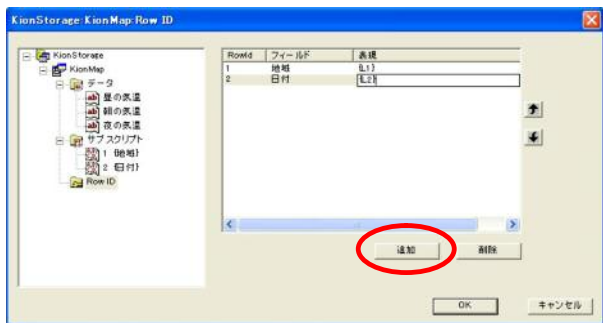 KionStorage:KionMap:Row ID
KionStorage
KionMap
データ
昼の気温
朝の気温
夜の気温
サブスクリプト
1 {地域}
2 {日付}
Row ID
RowId フィールド 表現
1 地域 {L1}
2 日付 {L2}
追加 削除
OK キャンセル